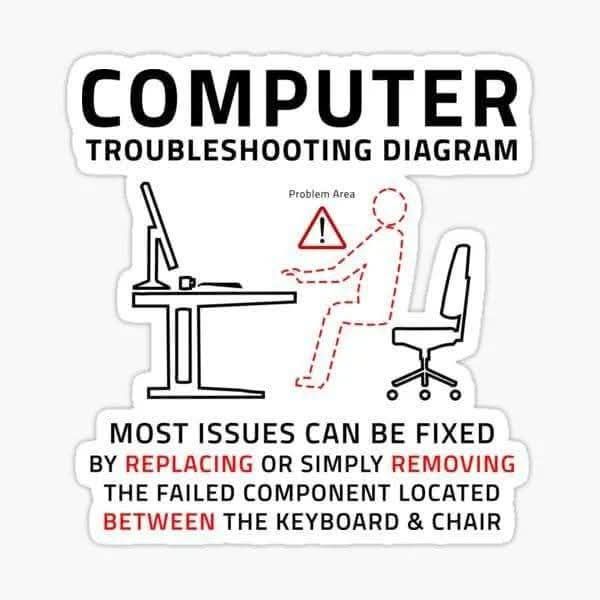 COMPUTER
TROUBLESHOOTING DIAGRAM
Problem Area
!
MOST ISSUES CAN BE FIXED
BY REPLACING OR SIMPLY REMOVING
THE FAILED COMPONENT LOCATED
BETWEEN THE KEYBOARD & CHAIR